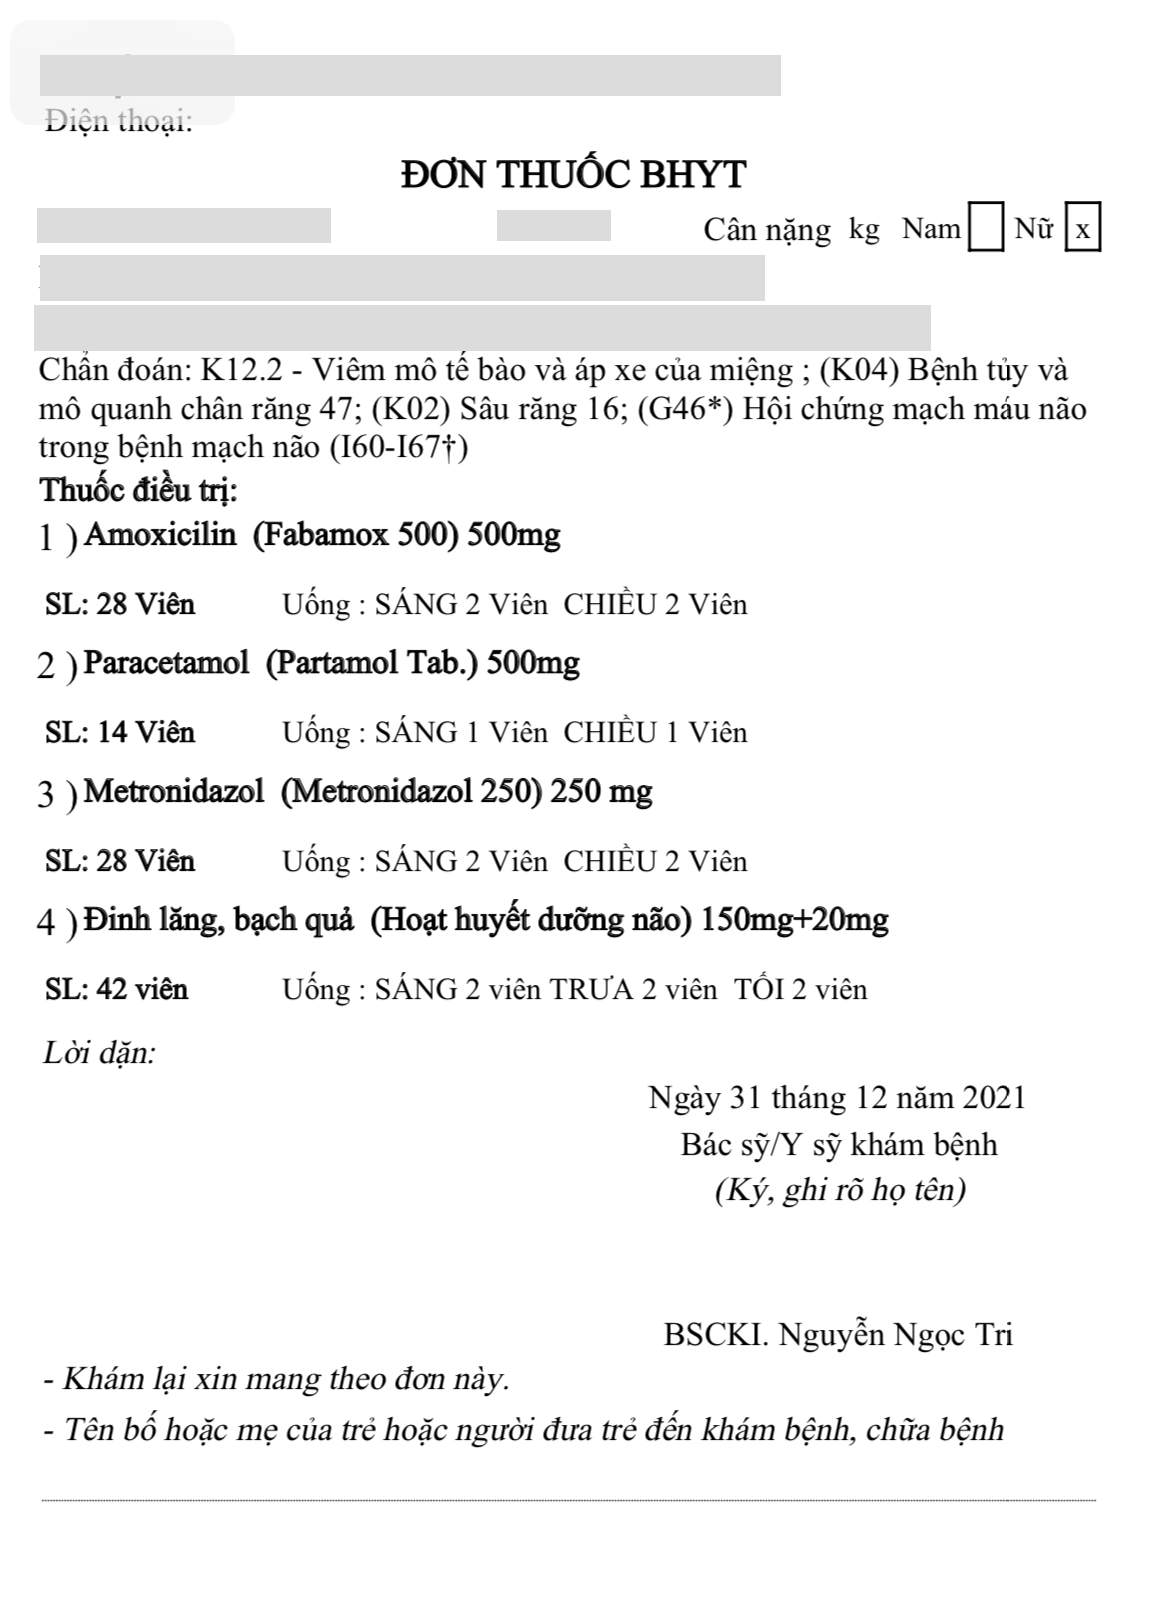 Điện thoại:
ĐƠN THUỐC BHYT
Cân nặng kg Nam Nữ x
Chẩn đoán: K12.2 - Viêm mô tế bào và áp xe của miệng ; (K04) Bệnh tủy và
mô quanh chân răng 47; (K02) Sâu răng 16; (G46*) Hội chứng mạch máu não
trong bệnh mạch não (I60-I67†)
Thuốc điều trị:
1 ) Amoxicilin (Fabamox 500) 500mg
SL: 28 Viên Uống : SÁNG 2 Viên CHIỀU 2 Viên
2 ) Paracetamol (Partamol Tab.) 500mg
SL: 14 Viên Uống : SÁNG 1 Viên CHIỀU 1 Viên
3 ) Metronidazol (Metronidazol 250) 250 mg
SL: 28 Viên Uống : SÁNG 2 Viên CHIỀU 2 Viên
4 ) Đinh lăng, bạch quả (Hoạt huyết dưỡng não) 150mg+20mg
SL: 42 viên Uống : SÁNG 2 viên TRƯA 2 viên TỐI 2 viên
Lời dặn:
Ngày 31 tháng 12 năm 2021
Bác sỹ/Y sỹ khám bệnh
(Ký, ghi rõ họ tên)
BSCKI. Nguyễn Ngọc Tri
- Khám lại xin mang theo đơn này.
- Tên bố hoặc mẹ của trẻ hoặc người đưa trẻ đến khám bệnh, chữa bệnh